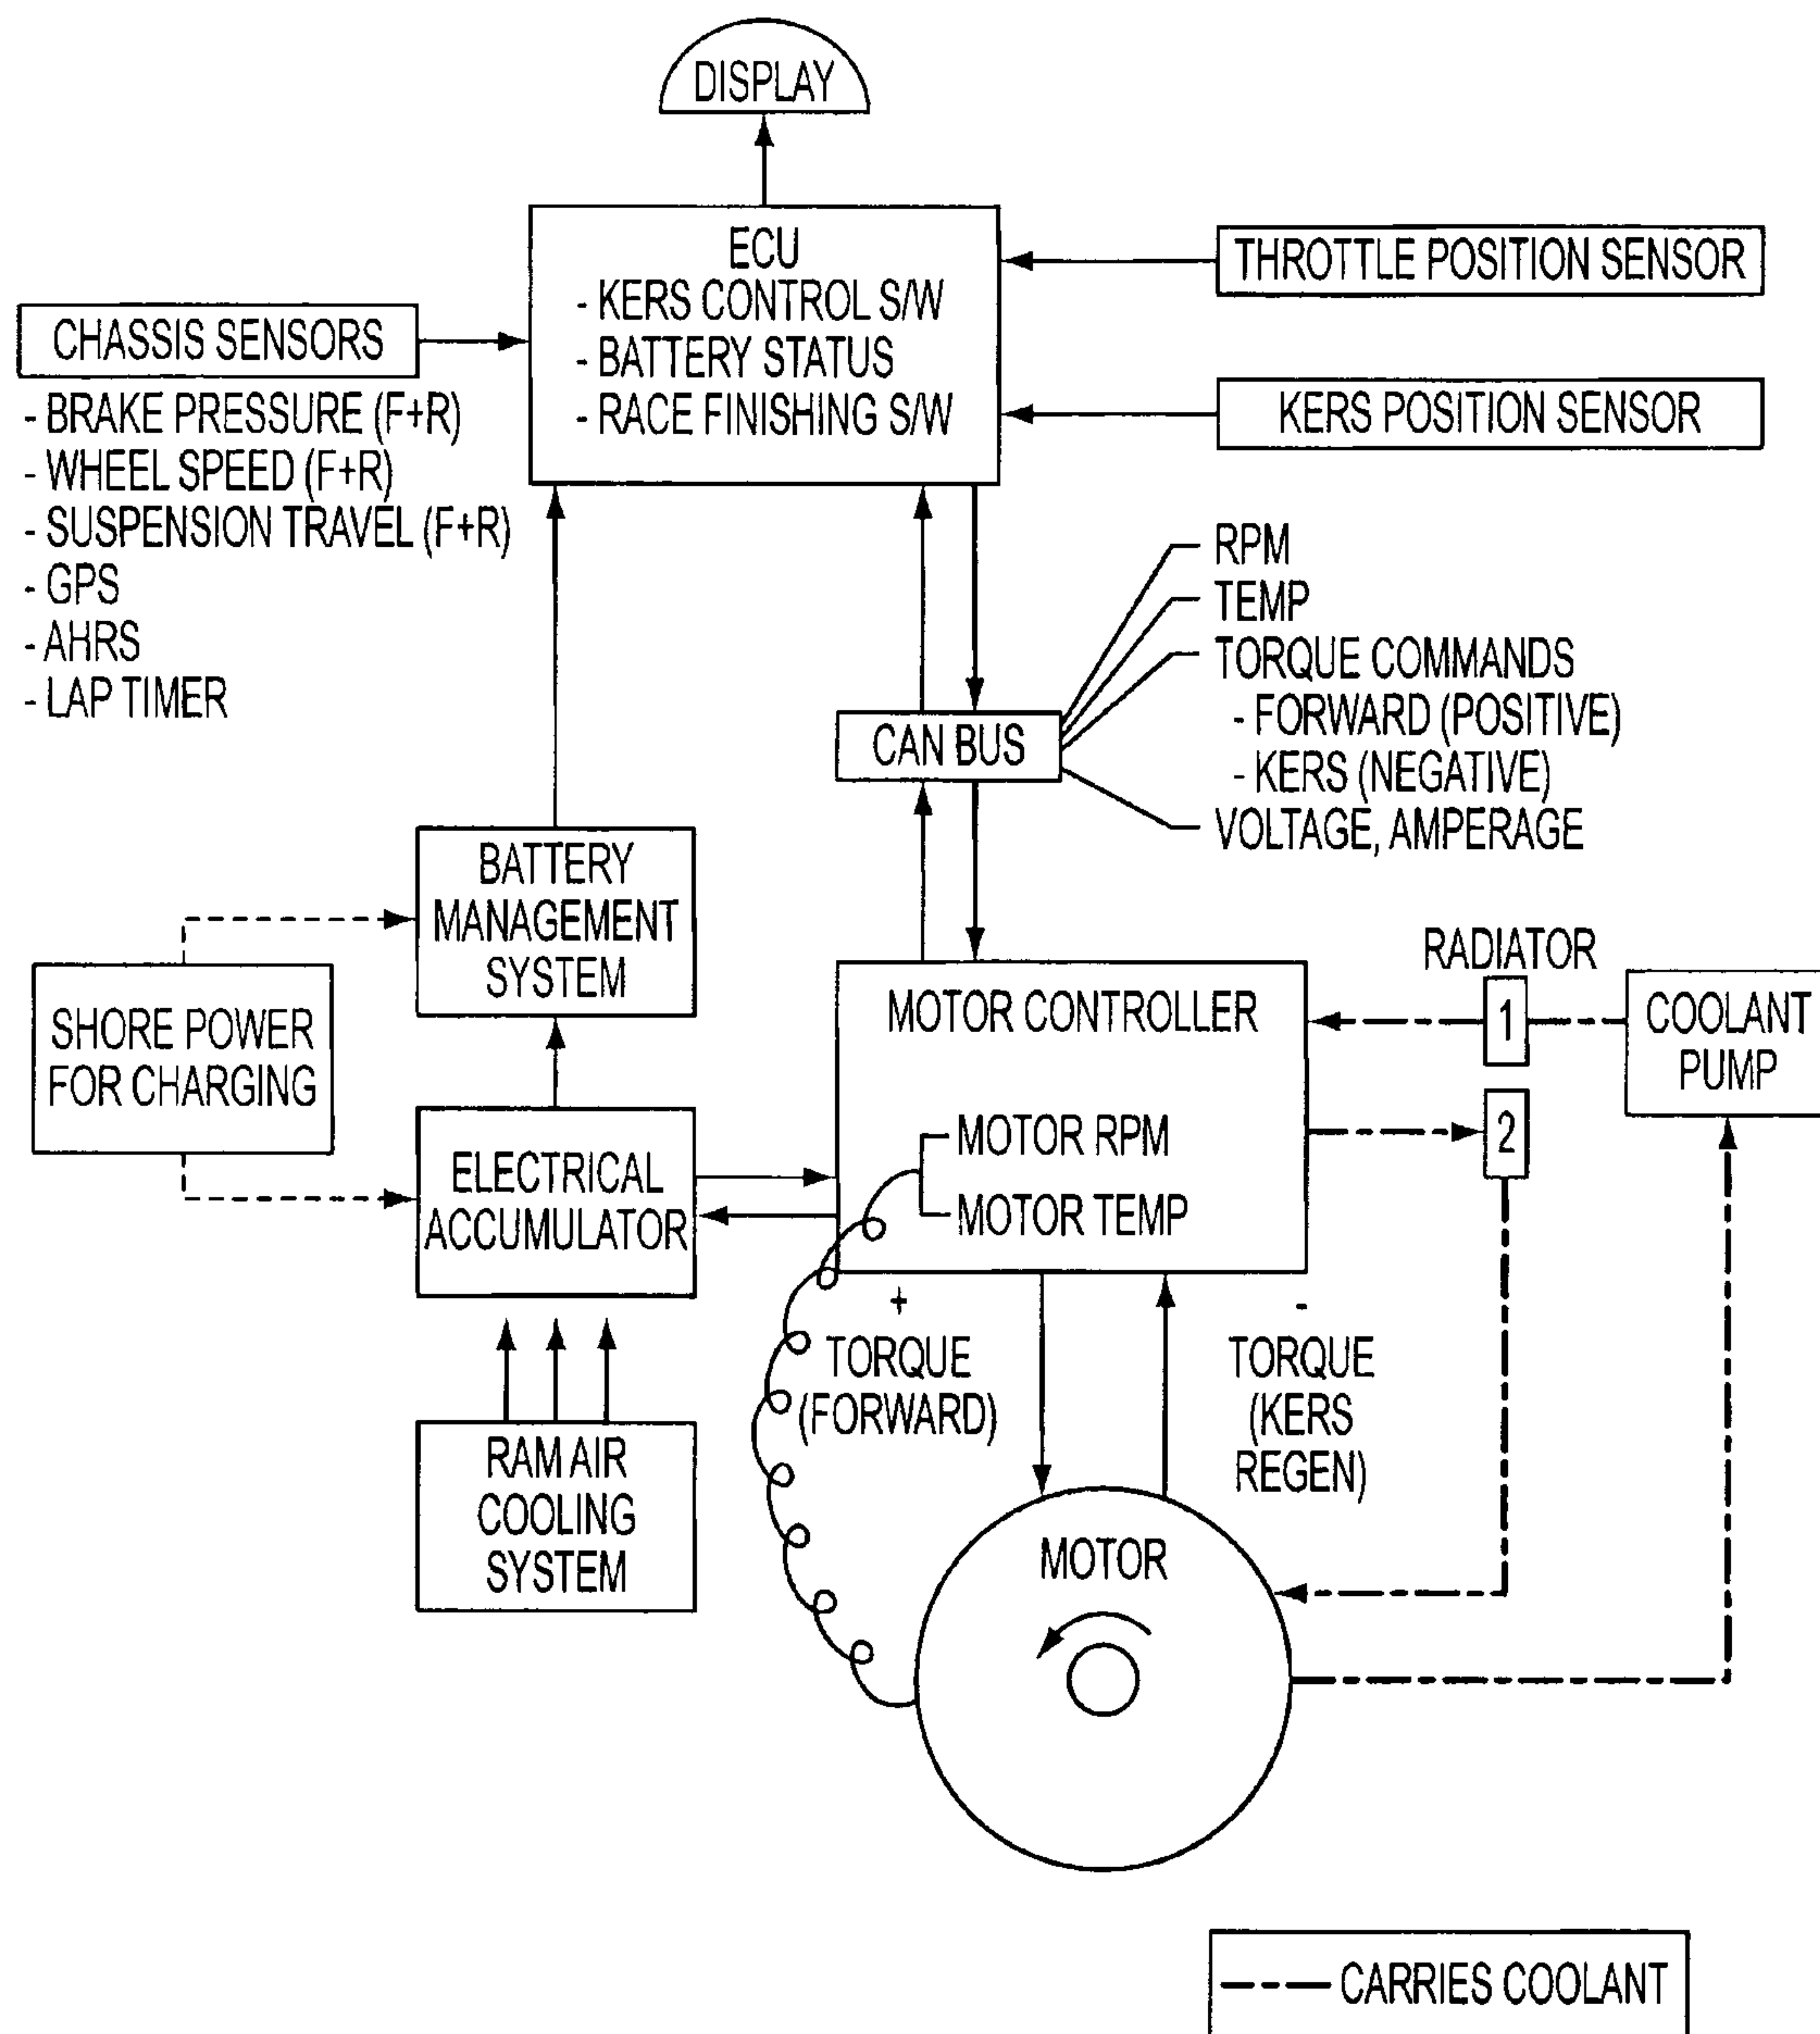 DISPLAY
ECU
- KERS CONTROL S/W
- BATTERY STATUS
- RACE FINISHING S/W
THROTTLE POSITION SENSOR
KERS POSITION SENSOR
CHASSIS SENSORS
- BRAKE PRESSURE (F+R)
- WHEEL SPEED (F+R)
- SUSPENSION TRAVEL (F+R)
- GPS
- AHRS
- LAP TIMER
CAN BUS
RPM
TEMP
TORQUE COMMANDS
- FORWARD (POSITIVE)
- KERS (NEGATIVE)
VOLTAGE, AMPERAGE
BATTERY
MANAGEMENT
SYSTEM
SHORE POWER
FOR CHARGING
ELECTRICAL
ACCUMULATOR
RAM AIR
COOLING
SYSTEM
MOTOR CONTROLLER
MOTOR RPM
MOTOR TEMP
RADIATOR
1
2
COOLANT
PUMP
+
TORQUE
(FORWARD)
-
TORQUE
(KERS
REGEN)
MOTOR
CARRIES COOLANT